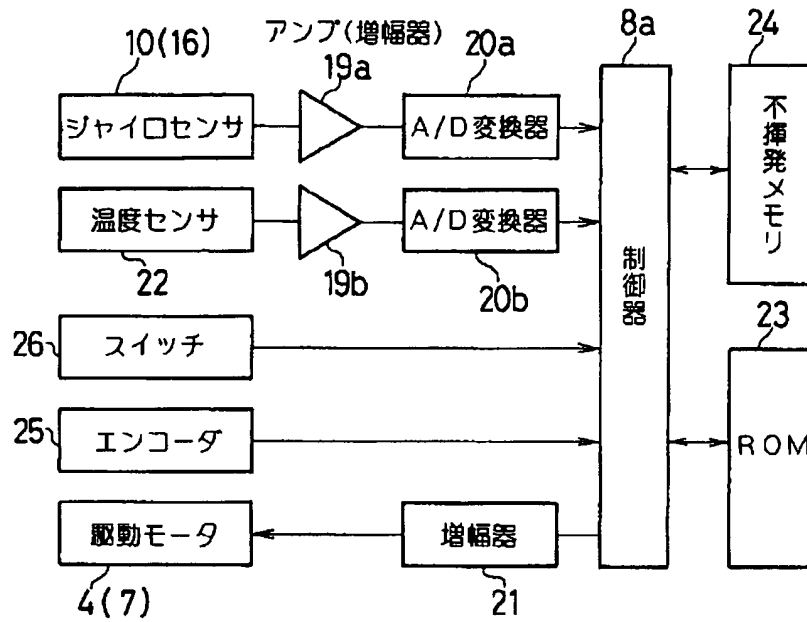 アンプ(増幅器)
10(16)
19a
20a
8a
24
ジャイロセンサ
A/D変換器
不揮発メモリ
温度センサ
A/D変換器
22
19b
20b
制御器
26
スイッチ
23
25
エンコーダ
ROM
駆動モータ
増幅器
4(7)
21